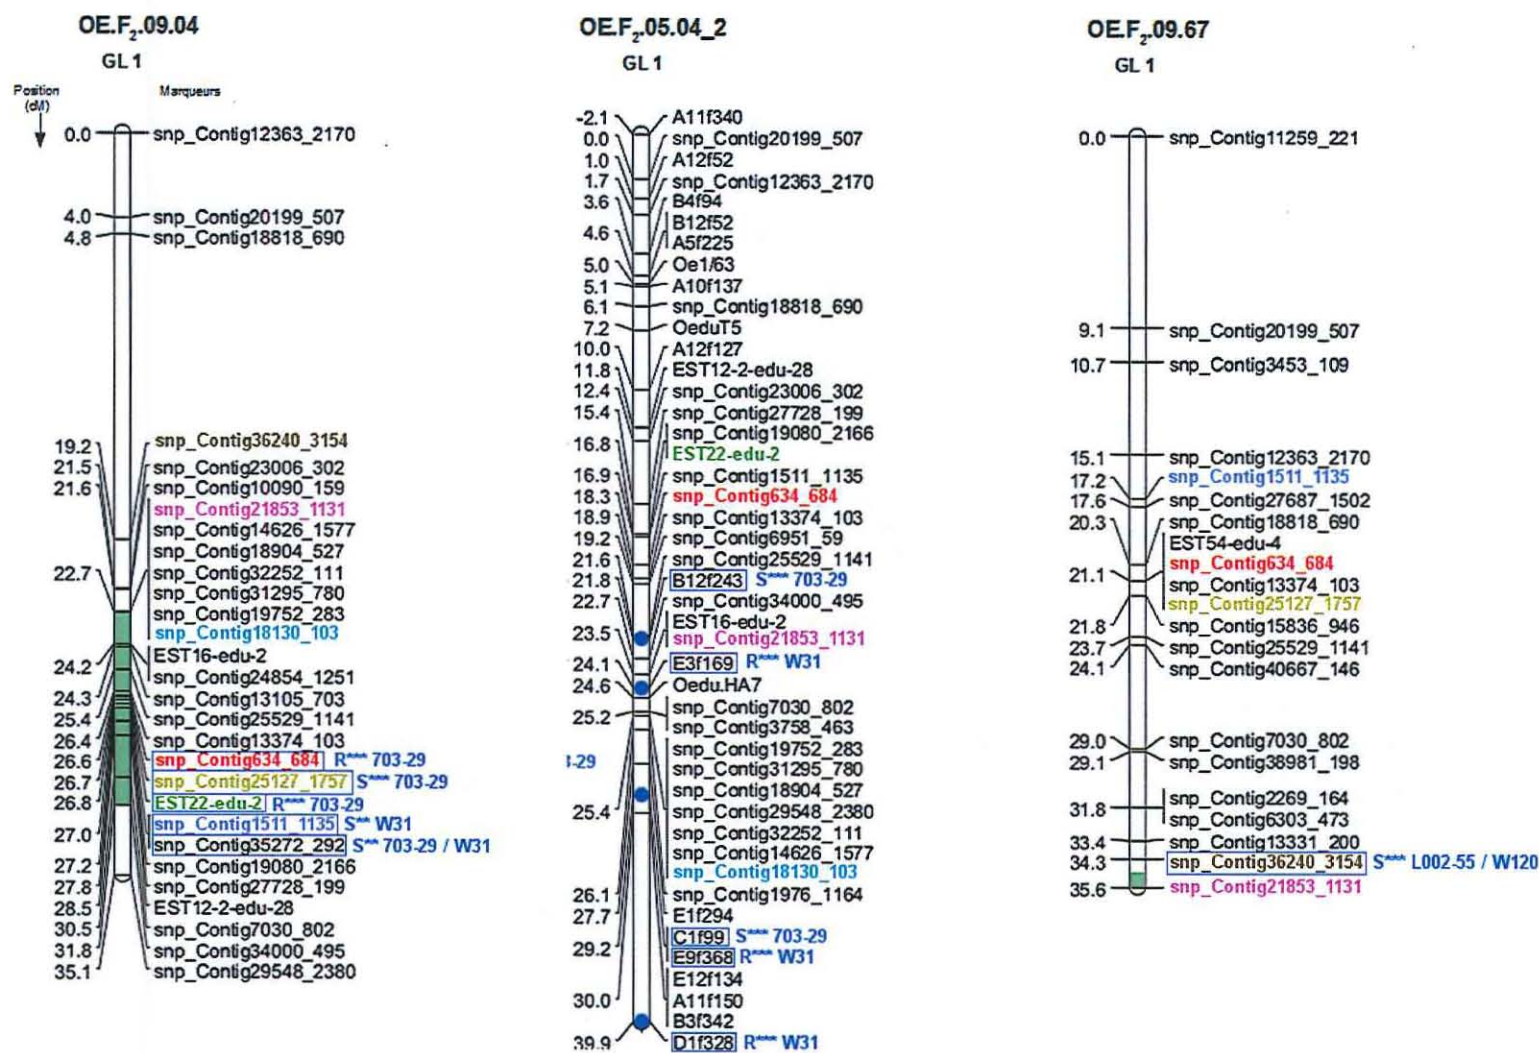 OE.F2.09.04
GL 1
Position
(cM)
Marqueurs
0.0 snp_Contig12363_2170
4.0 snp_Contig20199_507
4.8 snp_Contig18818_690
19.2 snp_Contig36240_3154
21.5 snp_Contig23006_302
21.6 snp_Contig10090_159
snp_Contig21853_1131
snp_Contig14626_1577
snp_Contig18904_527
22.7 snp_Contig32252_111
snp_Contig31295_780
snp_Contig19752_283
snp_Contig18130_103
EST16-edu-2
24.2 snp_Contig24854_1251
24.3 snp_Contig13105_703
25.4 snp_Contig25529_1141
26.4 snp_Contig13374_103
26.6 snp_Contig634_684 R*** 703-29
26.7 snp_Contig25127_1757 S*** 703-29
26.8 EST22-edu-2 R*** 703-29
snp_Contig1511_1135 S** W31
27.0 snp_Contig35272_292 S** 703-29 / W31
27.2 snp_Contig19080_2166
27.8 snp_Contig27728_199
28.5 EST12-2-edu-28
30.5 snp_Contig7030_802
31.8 snp_Contig34000_495
35.1 snp_Contig29548_2380
OE.F2.05.04_2
GL 1
-2.1 A11f340
0.0 snp_Contig20199_507
1.0 A12f52
1.7 snp_Contig12363_2170
3.6 B4f94
B12f52
4.6 A5f225
5.0 Oe1/63
5.1 A10f137
6.1 snp_Contig18818_690
7.2 OeduT5
10.0 A12f127
11.8 EST12-2-edu-28
12.4 snp_Contig23006_302
15.4 snp_Contig27728_199
snp_Contig19080_2166
16.8 EST22-edu-2
16.9 snp_Contig1511_1135
18.3 snp_Contig634_684
18.9 snp_Contig13374_103
19.2 snp_Contig6951_59
21.6 snp_Contig25529_1141
21.8 B12f243 S*** 703-29
22.7 snp_Contig34000_495
EST16-edu-2
23.5 snp_Contig21853_1131
24.1 E3f169 R*** W31
24.6 Oedu.HA7
snp_Contig7030_802
25.2 snp_Contig3758_463
snp_Contig19752_283
3-29
snp_Contig31295_780
snp_Contig18904_527
25.4 snp_Contig29548_2380
snp_Contig32252_111
snp_Contig14626_1577
snp_Contig18130_103
26.1 snp_Contig1976_1164
27.7 E1f294
C1f99 S*** 703-29
29.2 E9f368 R*** W31
E12f134
30.0 A11f150
B3f342
39.9 D1f328 R*** W31
OE.F2.09.67
GL 1
0.0 snp_Contig11259_221
9.1 snp_Contig20199_507
10.7 snp_Contig3453_109
15.1 snp_Contig12363_2170
17.2 snp_Contig1511_1135
17.6 snp_Contig27687_1502
20.3 snp_Contig18818_690
EST54-edu-4
snp_Contig634_684
21.1 snp_Contig13374_103
snp_Contig25127_1757
21.8 snp_Contig15836_946
23.7 snp_Contig25529_1141
24.1 snp_Contig40667_146
29.0 snp_Contig7030_802
29.1 snp_Contig38981_198
31.8 snp_Contig2269_164
snp_Contig6303_473
33.4 snp_Contig13331_200
34.3 snp_Contig36240_3154 S*** L002-55 / W120
35.6 snp_Contig21853_1131